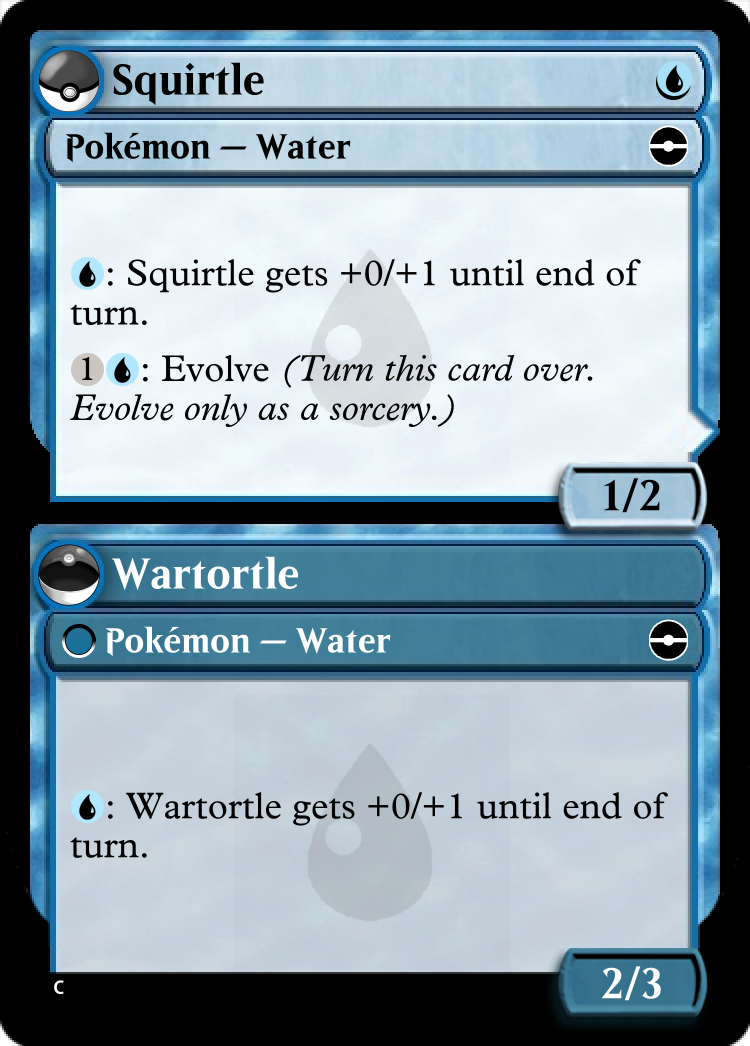 Squirtle
Pokémon — Water
: Squirtle gets +0/+1 until end of
turn.
1 : Evolve (Turn this card over.
Evolve only as a sorcery.)
1/2
Wartortle
Pokémon — Water
: Wartortle gets +0/+1 until end of
turn.
C
2/3